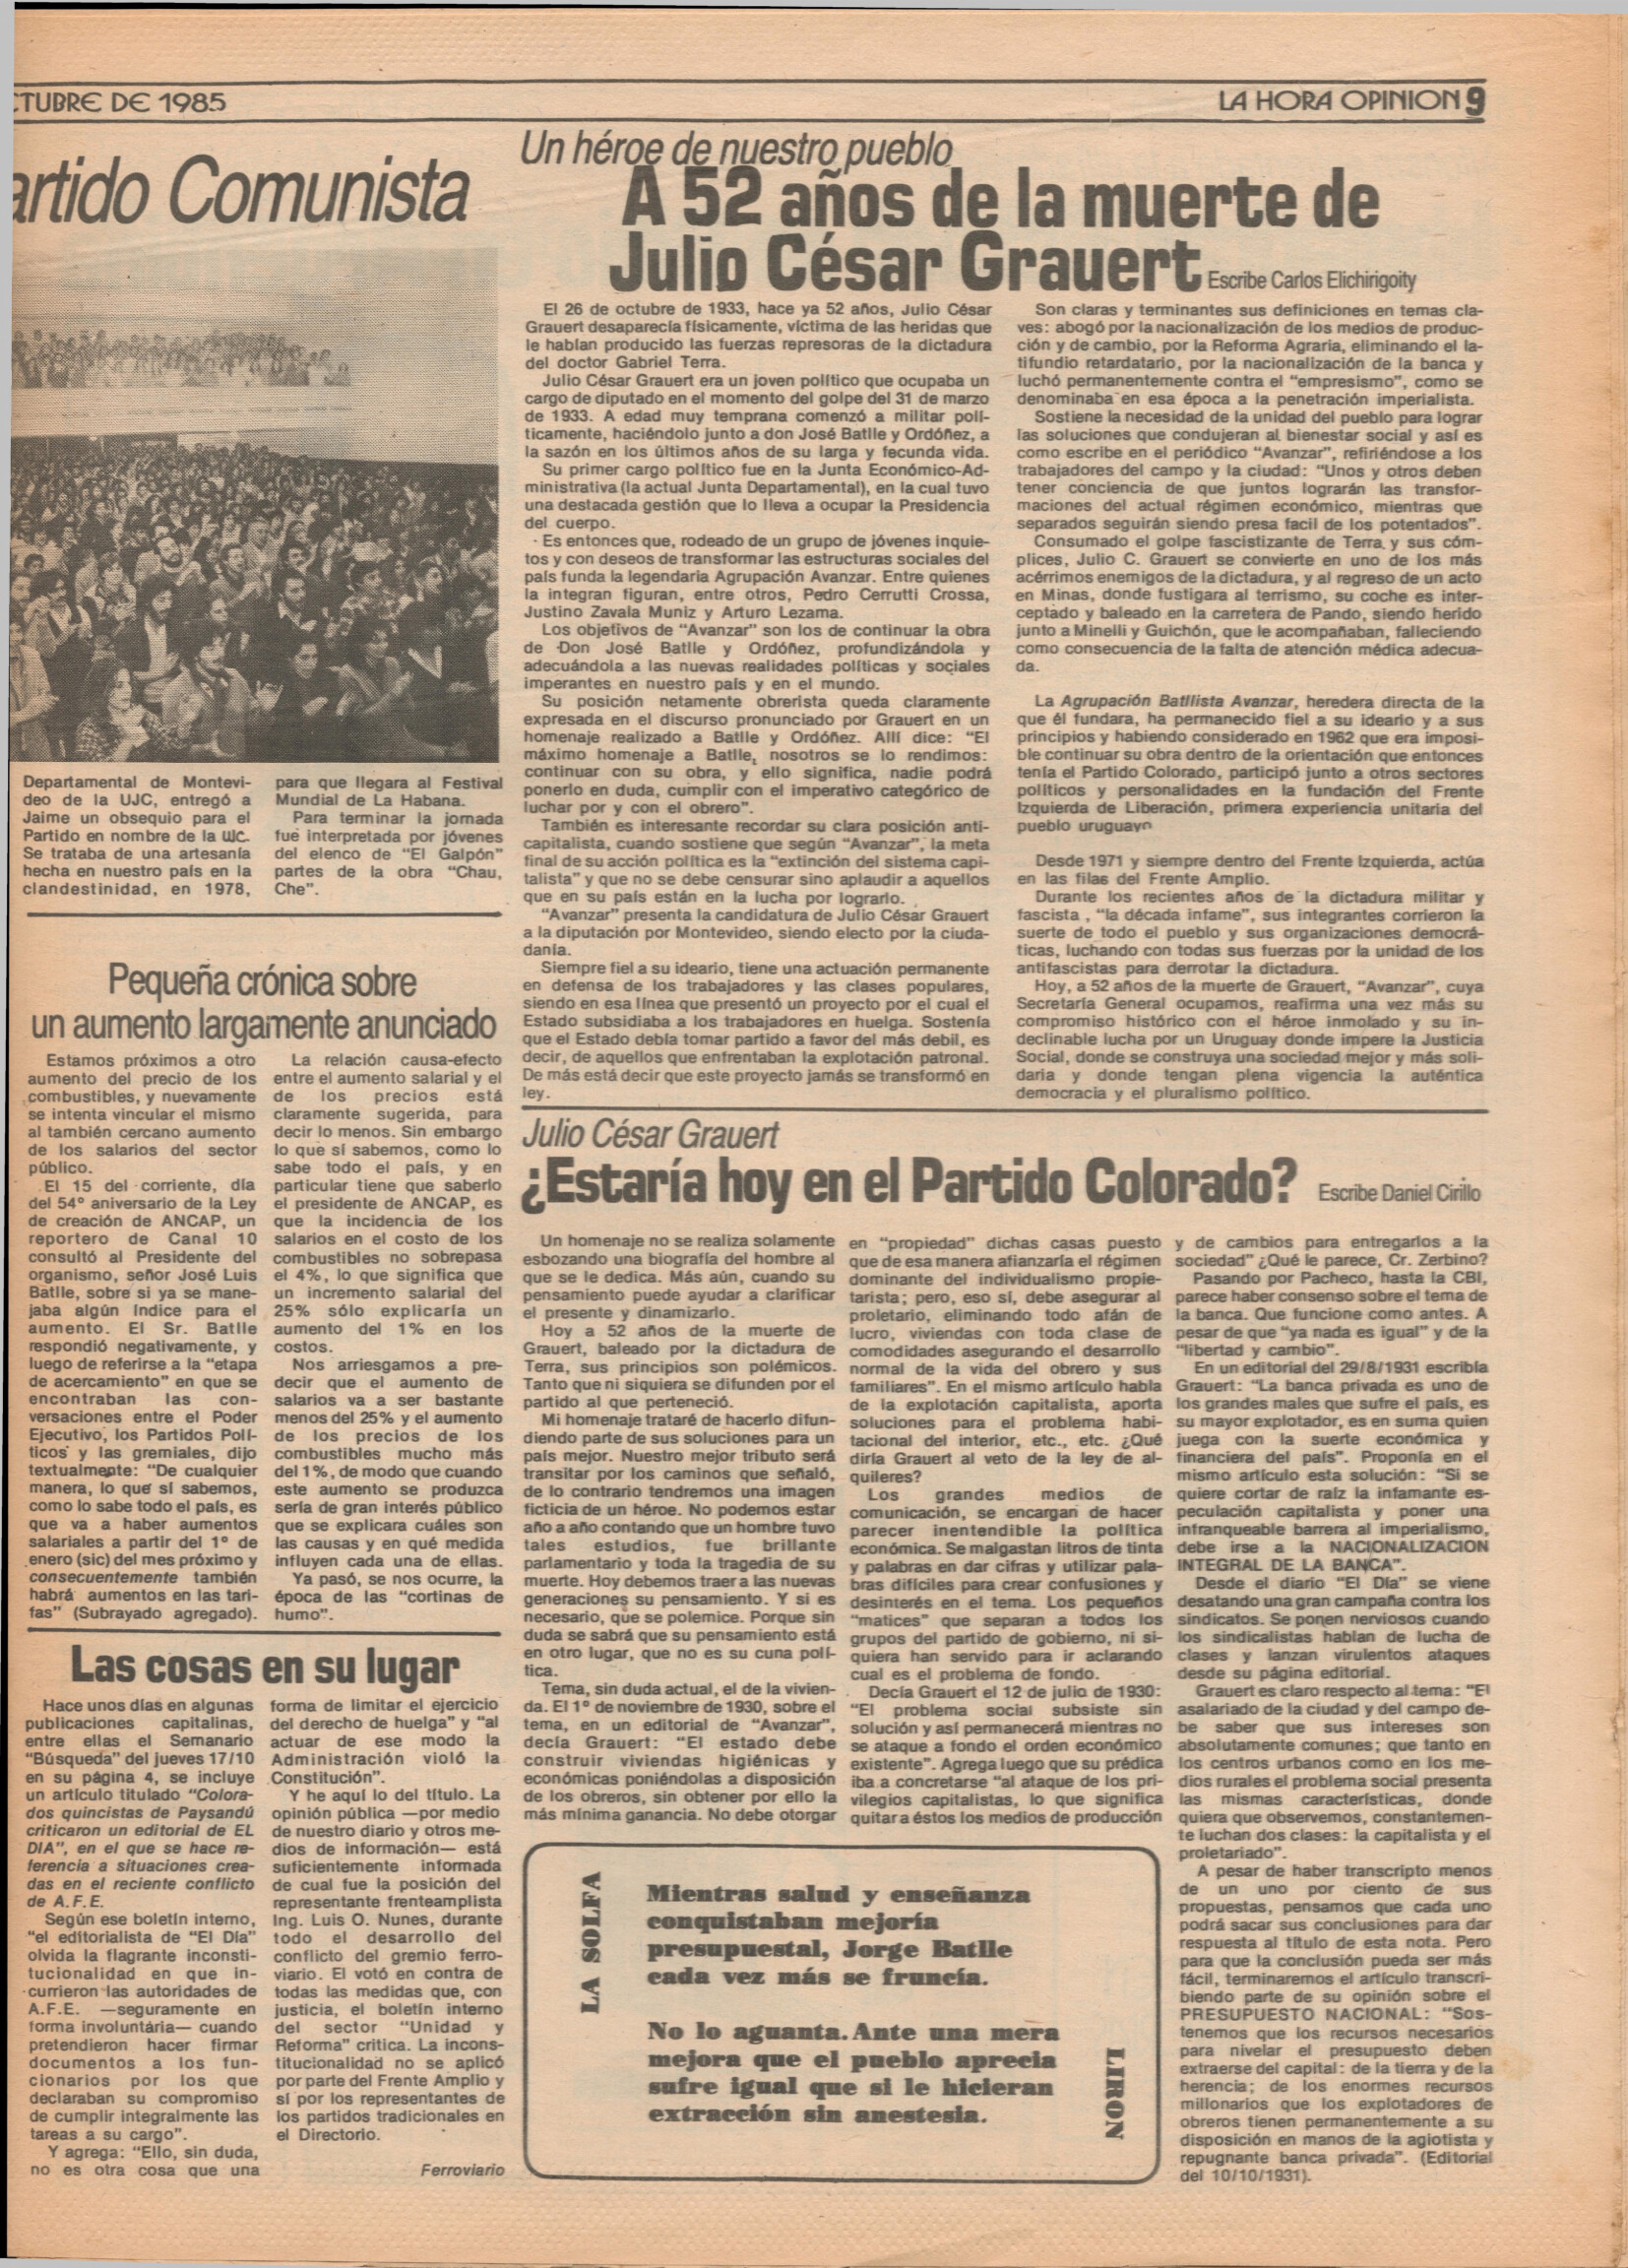 CTUBRE DE 1985
LA HORA OPINION 9
artido Comunista
Departamental de Montevi-
deo de la UJC, entregó a
Jaime un obsequio para el
Partido en nombre de la UJC.
Se trataba de una artesanía
hecha en nuestro país en la
clandestinidad, en 1978,
para que llegara al Festival
Mundial de La Habana.
Para terminar la jornada
fue interpretada por jóvenes
del elenco de "El Galpón"
partes de la obra "Chau,
Che".
Pequeña crónica sobre
un aumento largamente anunciado
Estamos próximos a otro
aumento del precio de los
combustibles, y nuevamente
se intenta vincular el mismo
al también cercano aumento
de los salarios del sector
público.
El 15 del corriente, día
del 54º aniversario de la Ley
de creación de ANCAP, un
reportero de Canal 10
consultó al Presidente del
organismo, señor José Luis
Batlle, sobre si ya se mane-
jaba algún índice para el
aumento. El Sr. Batlle
respondió negativamente, y
luego de referirse a la "etapa
de acercamiento" en que se
encontraban las con-
versaciones entre el Poder
Ejecutivo, los Partidos Polí-
ticos y las gremiales, dijo
textualmente: "De cualquier
manera, lo que sí sabemos,
como lo sabe todo el país, es
que va a haber aumentos
salariales a partir del 1º de
enero (sic) del mes próximo y
consecuentemente también
habrá aumentos en las tari-
fas" (Subrayado agregado).
La relación causa-efecto
entre el aumento salarial y el
de los precios está
claramente sugerida, para
decir lo menos. Sin embargo
lo que sí sabemos, como lo
sabe todo el país, y en
particular tiene que saberlo
el presidente de ANCAP, es
que la incidencia de los
salarios en el costo de los
combustibles no sobrepasa
el 4%, lo que significa que
un incremento salarial del
25% sólo explicaría un
aumento del 1% en los
costos.
Nos arriesgamos a pre-
decir que el aumento de
salarios va a ser bastante
menos del 25% y el aumento
de los precios de los
combustibles mucho más
del 1%, de modo que cuando
este aumento se produzca
sería de gran interés público
que se explicara cuáles son
las causas y en qué medida
influyen cada una de ellas.
Ya pasó, se nos ocurre, la
época de las "cortinas de
humo".
Las cosas en su lugar
Hace unos días en algunas
publicaciones capitalinas,
entre ellas el Semanario
"Búsqueda" del jueves 17/10
en su página 4, se incluye
un artículo titulado "Colora-
dos quincistas de Paysandú
criticaron un editorial de EL
DIA", en el que se hace re-
ferencia a situaciones crea-
das en el reciente conflicto
de A.F.E.
Según ese boletín interno,
"el editorialista de "El Día"
olvida la flagrante inconsti-
tucionalidad en que in-
currieron las autoridades de
A.F.E. —seguramente en
forma involuntaria— cuando
pretendieron hacer firmar
documentos a los fun-
cionarios por los que
declaraban su compromiso
de cumplir integralmente las
tareas a su cargo".
Y agrega: "Ello, sin duda,
no es otra cosa que una
forma de limitar el ejercicio
del derecho de huelga" y "al
actuar de ese modo la
Administración violó la
Constitución".
Y he aquí lo del título. La
opinión pública —por medio
de nuestro diario y otros me-
dios de información— está
suficientemente informada
de cual fue la posición del
representante frenteamplista
Ing. Luis O. Nunes, durante
todo el desarrollo del
conflicto del gremio ferro-
viario. El votó en contra de
todas las medidas que, con
justicia, el boletín interno
del sector "Unidad y
Reforma" critica. La incons-
titucionalidad no se aplicó
por parte del Frente Amplio y
sí por los representantes de
los partidos tradicionales en
el Directorio.
Ferroviario
Un héroe de nuestro pueblo
A 52 años de la muerte de
Julio César Grauert
Escribe Carlos Elichirigoity
El 26 de octubre de 1933, hace ya 52 años, Julio César
Grauert desaparecía físicamente, víctima de las heridas que
le habían producido las fuerzas represoras de la dictadura
del doctor Gabriel Terra.
Julio César Grauert era un joven político que ocupaba un
cargo de diputado en el momento del golpe del 31 de marzo
de 1933. A edad muy temprana comenzó a militar polí-
ticamente, haciéndolo junto a don José Batlle y Ordóñez, a
la sazón en los últimos años de su larga y fecunda vida.
Su primer cargo político fue en la Junta Económico-Ad-
ministrativa (la actual Junta Departamental), en la cual tuvo
una destacada gestión que lo lleva a ocupar la Presidencia
del cuerpo.
Es entonces que, rodeado de un grupo de jóvenes inquie-
tos y con deseos de transformar las estructuras sociales del
país funda la legendaria Agrupación Avanzar. Entre quienes
la integran figuran, entre otros, Pedro Cerrutti Crossa,
Justino Zavala Muniz y Arturo Lezama.
Los objetivos de "Avanzar" son los de continuar la obra
de Don José Batlle y Ordóñez, profundizándola y
adecuándola a las nuevas realidades políticas y sociales
imperantes en nuestro país y en el mundo.
Su posición netamente obrerista queda claramente
expresada en el discurso pronunciado por Grauert en un
homenaje realizado a Batlle y Ordóñez. Allí dice: "El
máximo homenaje a Batlle, nosotros se lo rendimos:
continuar con su obra, y ello significa, nadie podrá
ponerlo en duda, cumplir con el imperativo categórico de
luchar por y con el obrero".
También es interesante recordar su clara posición anti-
capitalista, cuando sostiene que según "Avanzar", la meta
final de su acción política es la "extinción del sistema capi-
talista" y que no se debe censurar sino aplaudir a aquellos
que en su país están en la lucha por lograrlo.
"Avanzar" presenta la candidatura de Julio César Grauert
a la diputación por Montevideo, siendo electo por la ciuda-
danía.
Siempre fiel a su ideario, tiene una actuación permanente
en defensa de los trabajadores y las clases populares,
siendo en esa línea que presentó un proyecto por el cual el
Estado subsidiaba a los trabajadores en huelga. Sostenía
que el Estado debía tomar partido a favor del más debil, es
decir, de aquellos que enfrentaban la explotación patronal.
De más está decir que este proyecto jamás se transformó en
ley.
Son claras y terminantes sus definiciones en temas cla-
ves: abogó por la nacionalización de los medios de produc-
ción y de cambio, por la Reforma Agraria, eliminando el la-
tifundio retardatario, por la nacionalización de la banca y
luchó permanentemente contra el "empresismo", como se
denominaba en esa época a la penetración imperialista.
Sostiene la necesidad de la unidad del pueblo para lograr
las soluciones que condujeran al bienestar social y así es
como escribe en el periódico "Avanzar", refiriéndose a los
trabajadores del campo y la ciudad: "Unos y otros deben
tener conciencia de que juntos lograrán las transfor-
maciones del actual régimen económico, mientras que
separados seguirán siendo presa facil de los potentados".
Consumado el golpe fascistizante de Terra y sus cóm-
plices, Julio C. Grauert se convierte en uno de los más
acérrimos enemigos de la dictadura, y al regreso de un acto
en Minas, donde fustigara al terrismo, su coche es inter-
ceptado y baleado en la carretera de Pando, siendo herido
junto a Minelli y Guichón, que le acompañaban, falleciendo
como consecuencia de la falta de atención médica adecua-
da.
La Agrupación Batllista Avanzar, heredera directa de la
que él fundara, ha permanecido fiel a su ideario y a sus
principios y habiendo considerado en 1962 que era imposi-
ble continuar su obra dentro de la orientación que entonces
tenía el Partido Colorado, participó junto a otros sectores
políticos y personalidades en la fundación del Frente
Izquierda de Liberación, primera experiencia unitaria del
pueblo uruguayo
Desde 1971 y siempre dentro del Frente Izquierda, actúa
en las filas del Frente Amplio.
Durante los recientes años de la dictadura militar y
fascista , "la década infame", sus integrantes corrieron la
suerte de todo el pueblo y sus organizaciones democrá-
ticas, luchando con todas sus fuerzas por la unidad de los
antifascistas para derrotar la dictadura.
Hoy, a 52 años de la muerte de Grauert, "Avanzar", cuya
Secretaría General ocupamos, reafirma una vez más su
compromiso histórico con el héroe inmolado y su in-
declinable lucha por un Uruguay donde impere la Justicia
Social, donde se construya una sociedad mejor y más soli-
daria y donde tengan plena vigencia la auténtica
democracia y el pluralismo político.
Julio César Grauert
¿Estaría hoy en el Partido Colorado?
Escribe Daniel Cirillo
Un homenaje no se realiza solamente
esbozando una biografía del hombre al
que se le dedica. Más aún, cuando su
pensamiento puede ayudar a clarificar
el presente y dinamizarlo.
Hoy a 52 años de la muerte de
Grauert, baleado por la dictadura de
Terra, sus principios son polémicos.
Tanto que ni siquiera se difunden por el
partido al que perteneció.
Mi homenaje trataré de hacerlo difun-
diendo parte de sus soluciones para un
país mejor. Nuestro mejor tributo será
transitar por los caminos que señaló,
de lo contrario tendremos una imagen
ficticia de un héroe. No podemos estar
año a año contando que un hombre tuvo
tales estudios, fue brillante
parlamentario y toda la tragedia de su
muerte. Hoy debemos traer a las nuevas
generaciones su pensamiento. Y si es
necesario, que se polemice. Porque sin
duda se sabrá que su pensamiento está
en otro lugar, que no es su cuna polí-
tica.
Tema, sin duda actual, el de la vivien-
da. El 1º de noviembre de 1930, sobre el
tema, en un editorial de "Avanzar",
decía Grauert: "El estado debe
construir viviendas higiénicas y
económicas poniéndolas a disposición
de los obreros, sin obtener por ello la
más mínima ganancia. No debe otorgar
en "propiedad" dichas casas puesto
que de esa manera afianzaría el régimen
dominante del individualismo propie-
tarista; pero, eso sí, debe asegurar al
proletario, eliminando todo afán de
lucro, viviendas con toda clase de
comodidades asegurando el desarrollo
normal de la vida del obrero y sus
familiares". En el mismo artículo habla
de la explotación capitalista, aporta
soluciones para el problema habi-
tacional del interior, etc., etc. ¿Qué
diría Grauert al veto de la ley de al-
quileres?
Los grandes medios de
comunicación, se encargan de hacer
parecer inentendible la política
económica. Se malgastan litros de tinta
y palabras en dar cifras y utilizar pala-
bras difíciles para crear confusiones y
desinterés en el tema. Los pequeños
"matices" que separan a todos los
grupos del partido de gobierno, ni si-
quiera han servido para ir aclarando
cual es el problema de fondo.
Decía Grauert el 12 de julio de 1930:
"El problema social subsiste sin
solución y así permanecerá mientras no
se ataque a fondo el orden económico
existente". Agrega luego que su prédica
iba a concretarse "al ataque de los pri-
vilegios capitalistas, lo que significa
quitar a éstos los medios de producción
y de cambios para entregarlos a la
sociedad" ¿Qué le parece, Cr. Zerbino?
Pasando por Pacheco, hasta la CBI,
parece haber consenso sobre el tema de
la banca. Que funcione como antes. A
pesar de que "ya nada es igual" y de la
"libertad y cambio".
En un editorial del 29/8/1931 escribía
Grauert: "La banca privada es uno de
los grandes males que sufre el país, es
su mayor explotador, es en suma quien
juega con la suerte económica y
financiera del país". Proponía en el
mismo artículo esta solución: "Si se
quiere cortar de raíz la infamante es-
peculación capitalista y poner una
infranqueable barrera al imperialismo,
debe irse a la NACIONALIZACION
INTEGRAL DE LA BANCA".
Desde el diario "El Día" se viene
desatando una gran campaña contra los
sindicatos. Se ponen nerviosos cuando
los sindicalistas hablan de lucha de
clases y lanzan virulentos ataques
desde su página editorial.
Grauert es claro respecto al tema: "El
asalariado de la ciudad y del campo de-
be saber que sus intereses son
absolutamente comunes; que tanto en
los centros urbanos como en los me-
dios rurales el problema social presenta
las mismas características, donde
quiera que observemos, constantemen-
te luchan dos clases: la capitalista y el
proletariado".
A pesar de haber transcripto menos
de un uno por ciento de sus
propuestas, pensamos que cada uno
podrá sacar sus conclusiones para dar
respuesta al título de esta nota. Pero
para que la conclusión pueda ser más
fácil, terminaremos el artículo transcri-
biendo parte de su opinión sobre el
PRESUPUESTO NACIONAL: "Sos-
tenemos que los recursos necesarios
para nivelar el presupuesto deben
extraerse del capital: de la tierra y de la
herencia; de los enormes recursos
millonarios que los explotadores de
obreros tienen permanentemente a su
disposición en manos de la agiotista y
repugnante banca privada". (Editorial
del 10/10/1931).
LA SOLFA
Mientras salud y enseñanza
conquistaban mejoría
presupuestal, Jorge Batlle
cada vez más se fruncía.
No lo aguanta. Ante una mera
mejora que el pueblo aprecia
sufre igual que si le hicieran
extracción sin anestesia.
LIRON